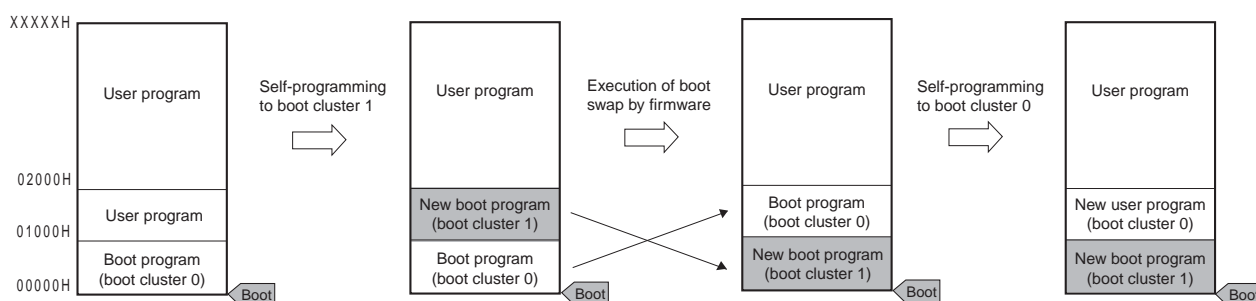 XXXXXH
User program
02000H
User program
01000H
Boot program
(boot cluster 0)
00000H
Boot
Self-programming
to boot cluster 1
User program
New boot program
(boot cluster 1)
Boot program
(boot cluster 0)
Boot
Execution of boot
swap by firmware
User program
Boot program
(boot cluster 0)
New boot program
(boot cluster 1)
Boot
Self-programming
to boot cluster 0
User program
New user program
(boot cluster 0)
New boot program
(boot cluster 1)
Boot